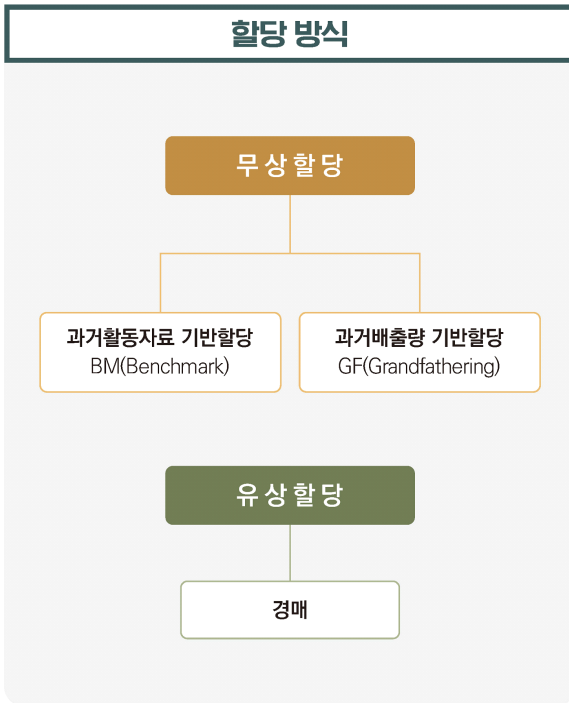 할당 방식
무상할당
과거활동자료 기반할당
BM(Benchmark)
과거배출량 기반할당
GF(Grandfathering)
유상할당
경매